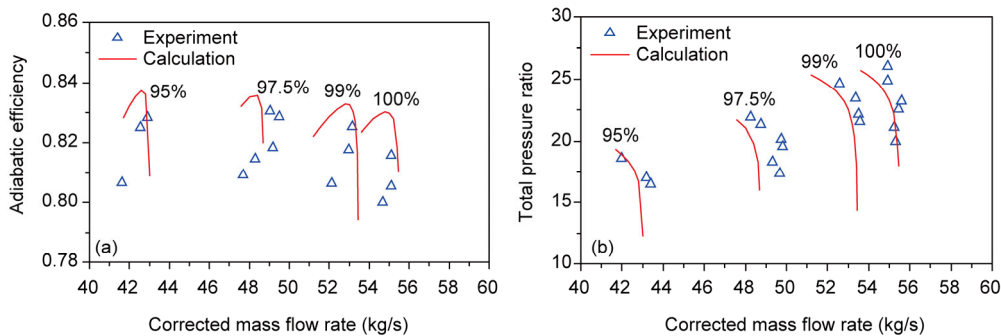 0.86
0.84
0.82
0.80
0.78
Adiabatic efficiency
Experiment
Calculation
95%
97.5%
99%
100%
(a)
40 42 44 46 48 50 52 54 56 58 60
Corrected mass flow rate (kg/s)
30
25
20
15
10
Total pressure ratio
Experiment
Calculation
95%
97.5%
99%
100%
(b)
40 42 44 46 48 50 52 54 56 58 60
Corrected mass flow rate (kg/s)